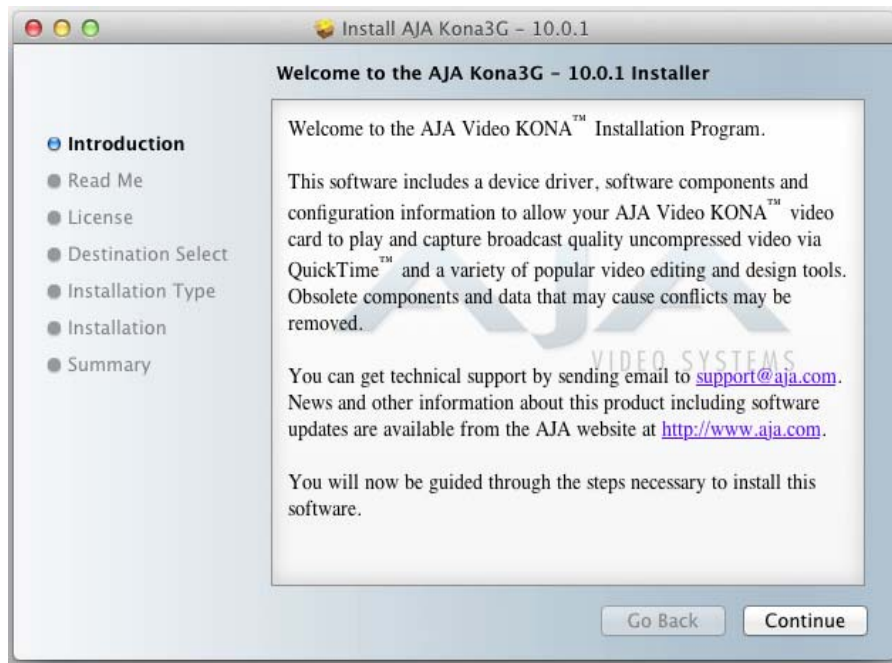 Install AJA Kona3G – 10.0.1
Welcome to the AJA Kona3G – 10.0.1 Installer
Introduction
Read Me
License
Destination Select
Installation Type
Installation
Summary
Welcome to the AJA Video KONA™ Installation Program.
This software includes a device driver, software components and
configuration information to allow your AJA Video KONA™ video
card to play and capture broadcast quality uncompressed video via
QuickTime™ and a variety of popular video editing and design tools.
Obsolete components and data that may cause conflicts may be
removed.
You can get technical support by sending email to support@aja.com.
News and other information about this product including software
updates are available from the AJA website at http://www.aja.com.
You will now be guided through the steps necessary to install this
software.
AJA
VIDEO SYSTEMS
Go Back
Continue